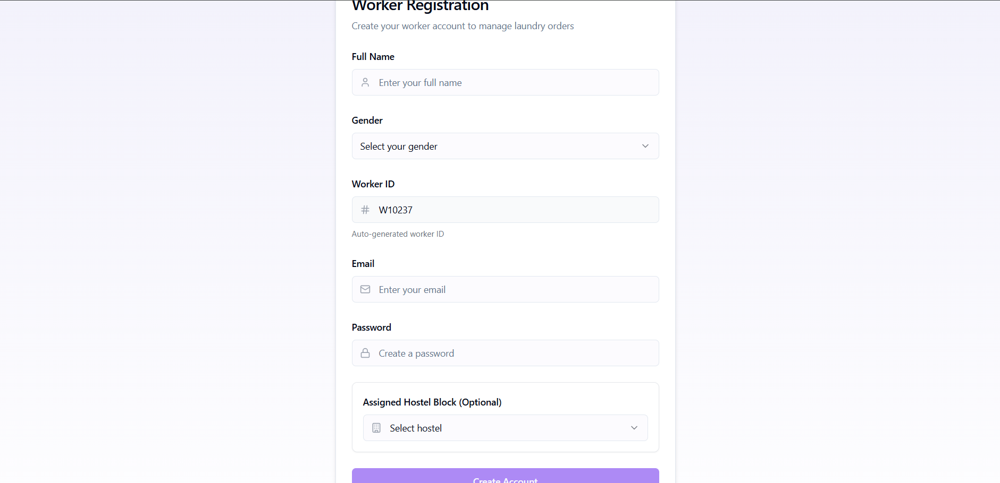 Worker Registration
Create your worker account to manage laundry orders
Full Name
Enter your full name
Gender
Select your gender
Worker ID
W10237
Auto-generated worker ID
Email
Enter your email
Password
Create a password
Assigned Hostel Block (Optional)
Select hostel
Create Account